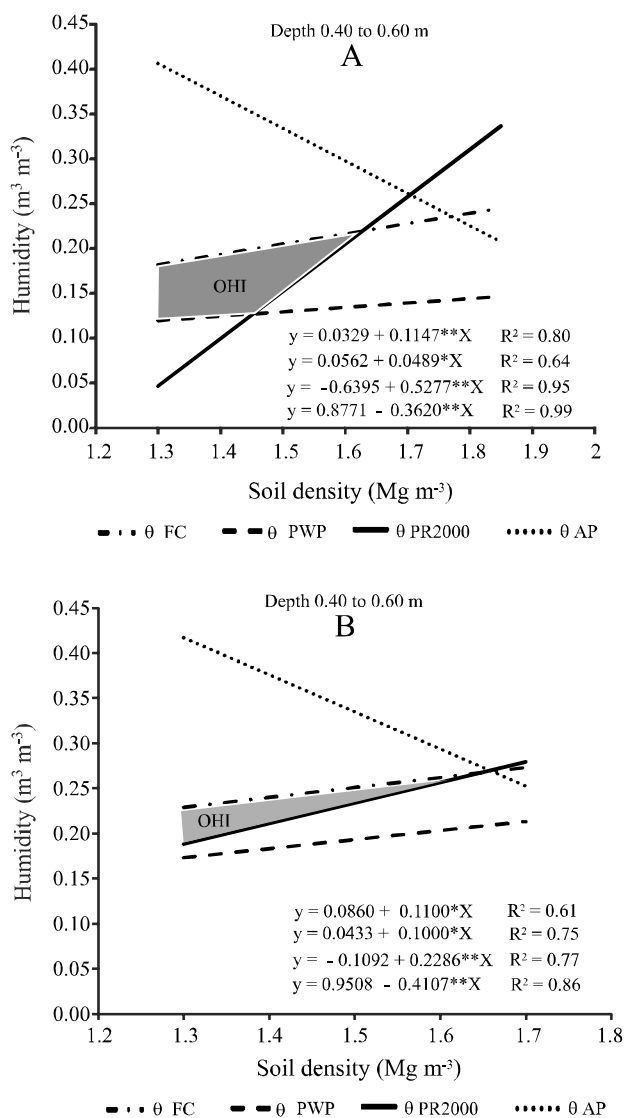 Depth 0.40 to 0.60 m
A
Humidity (m³ m⁻³)
0.45
0.40
0.35
0.30
0.25
0.20
0.15
0.10
0.05
0.00
OHI
y = 0.0329 + 0.1147**X R² = 0.80
y = 0.0562 + 0.0489*X R² = 0.64
y = -0.6395 + 0.5277**X R² = 0.95
y = 0.8771 - 0.3620**X R² = 0.99
1.2 1.3 1.4 1.5 1.6 1.7 1.8 1.9 2
Soil density (Mg m⁻³)
θ FC θ PWP θ PR2000 θ AP
Depth 0.40 to 0.60 m
B
Humidity (m³ m⁻³)
0.45
0.40
0.35
0.30
0.25
0.20
0.15
0.10
0.05
0.00
OHI
y = 0.0860 + 0.1100*X R² = 0.61
y = 0.0433 + 0.1000*X R² = 0.75
y = -0.1092 + 0.2286**X R² = 0.77
y = 0.9508 - 0.4107**X R² = 0.86
1.2 1.3 1.4 1.5 1.6 1.7 1.8
Soil density (Mg m⁻³)
θ FC θ PWP θ PR2000 θ AP